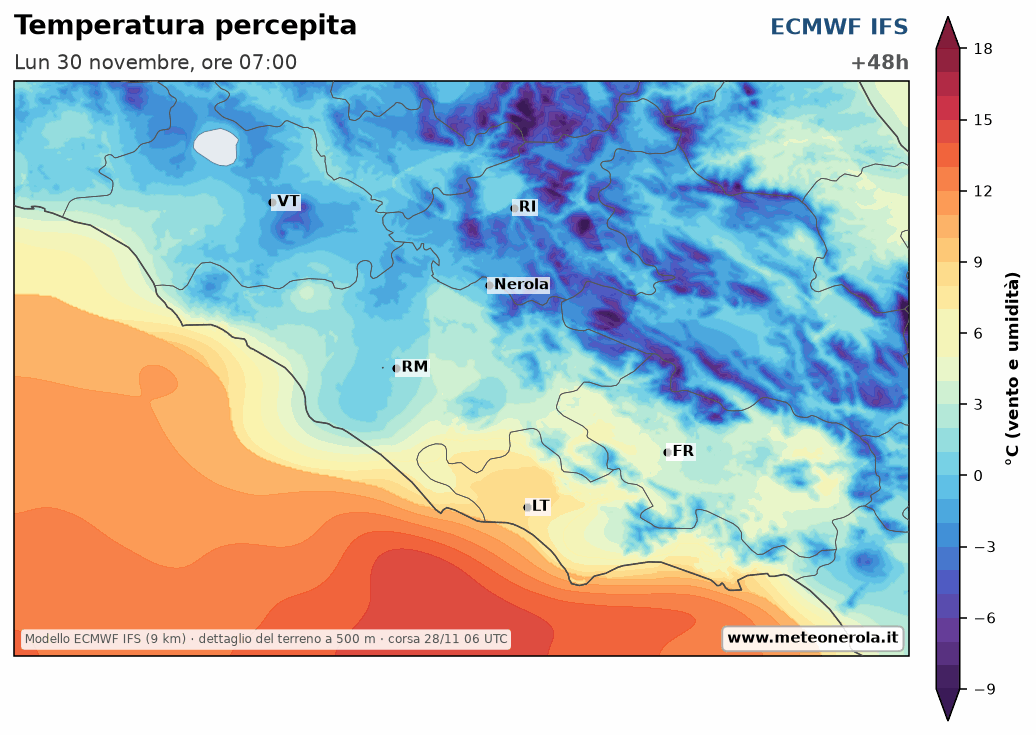 Temperatura percepita
ECMWF IFS
Lun 30 novembre, ore 07:00
+48h
VT
RI
Nerola
RM
FR
LT
Modello ECMWF IFS (9 km) · dettaglio del terreno a 500 m · corsa 28/11 06 UTC
www.meteonerola.it
18
15
12
9
6
3
0
−3
−6
−9
°C (vento e umidità)